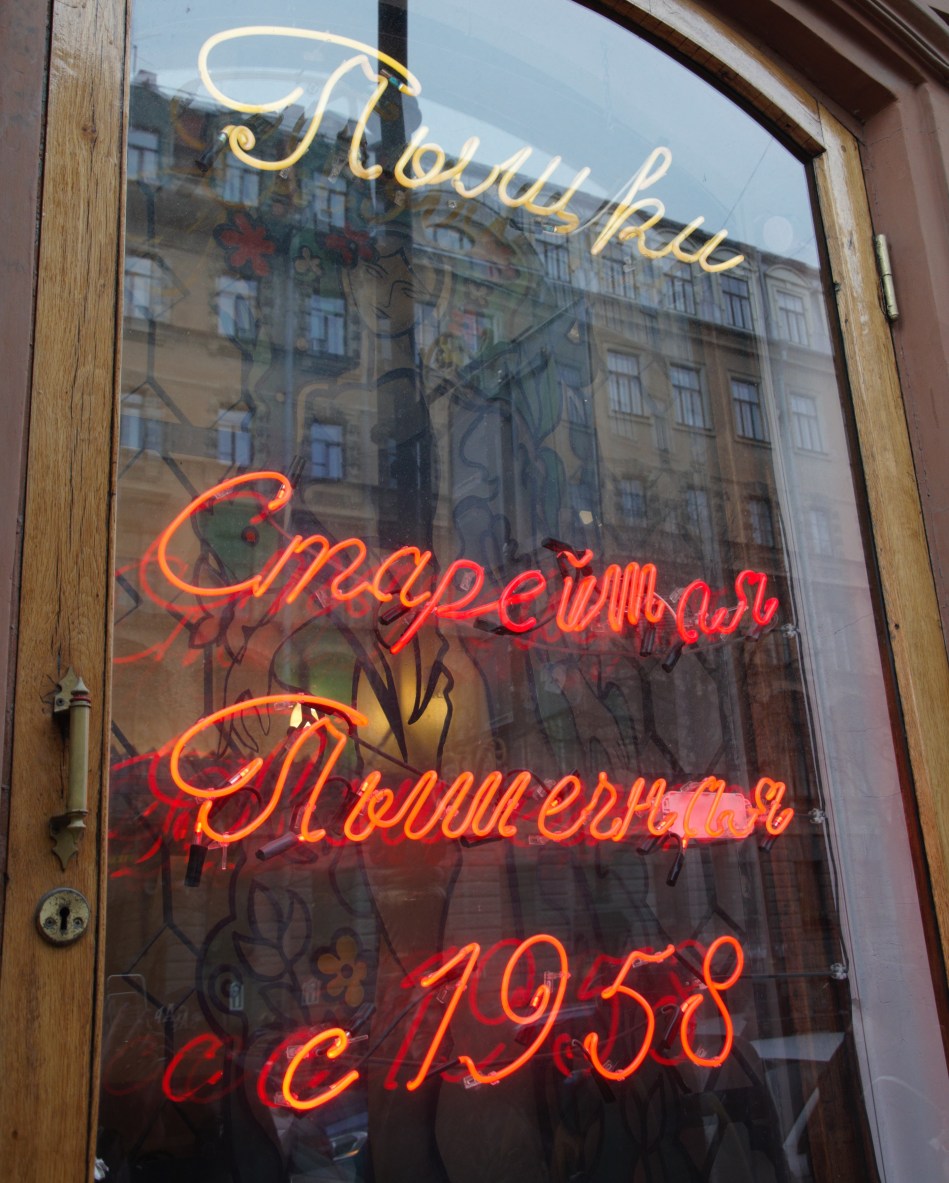 Пышки
Старейшая
Пышечная
с 1958